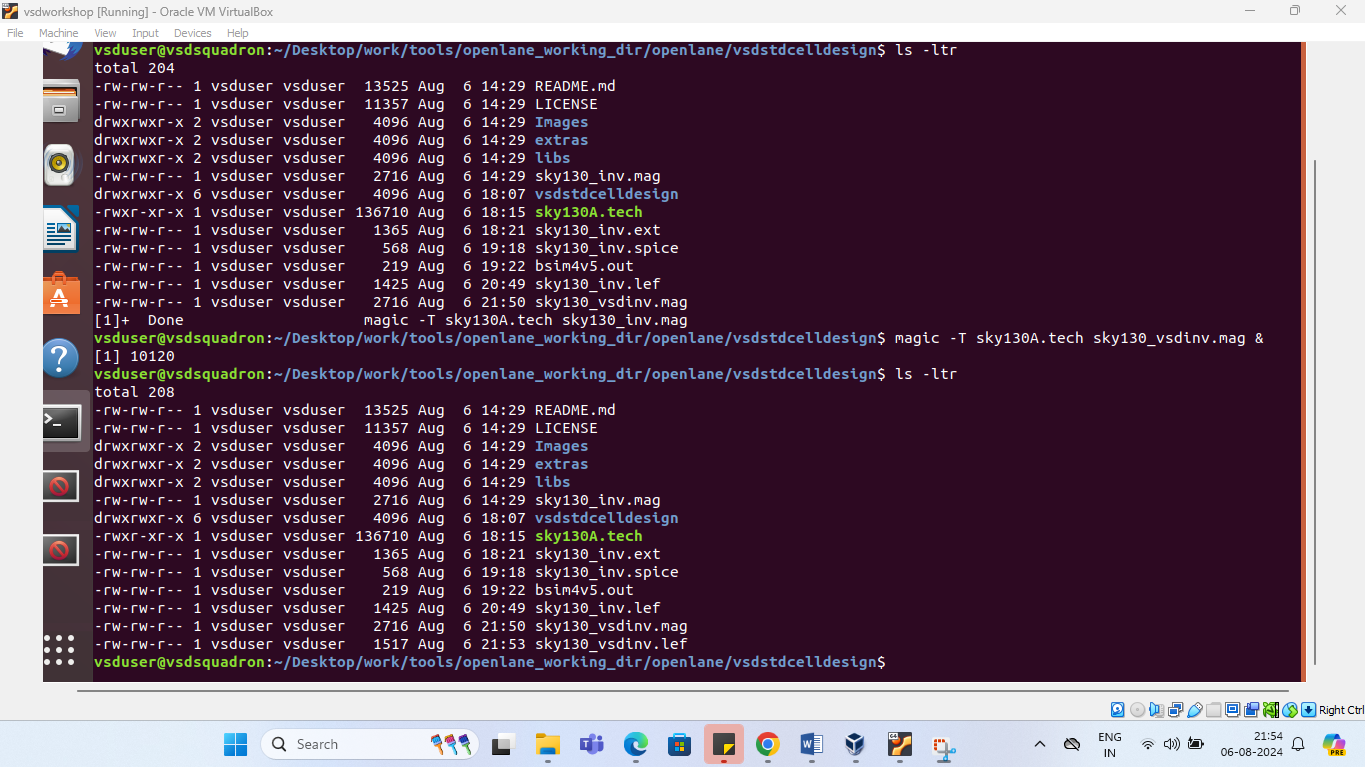 vsdworkshop [Running] - Oracle VM VirtualBox
File Machine View Input Devices Help
vsduser@vsdsquadron:~/Desktop/work/tools/openlane_working_dir/openlane/vsdstdcelldesign$ ls -ltr
total 204
-rw-rw-r-- 1 vsduser vsduser  13525 Aug  6 14:29 README.md
-rw-rw-r-- 1 vsduser vsduser  11357 Aug  6 14:29 LICENSE
drwxrwxr-x 2 vsduser vsduser   4096 Aug  6 14:29 Images
drwxrwxr-x 2 vsduser vsduser   4096 Aug  6 14:29 extras
drwxrwxr-x 2 vsduser vsduser   4096 Aug  6 14:29 libs
-rw-rw-r-- 1 vsduser vsduser   2716 Aug  6 14:29 sky130_inv.mag
drwxrwxr-x 6 vsduser vsduser   4096 Aug  6 18:07 vsdstdcelldesign
-rwxr-xr-x 1 vsduser vsduser 136710 Aug  6 18:15 sky130A.tech
-rw-rw-r-- 1 vsduser vsduser   1365 Aug  6 18:21 sky130_inv.ext
-rw-rw-r-- 1 vsduser vsduser    568 Aug  6 19:18 sky130_inv.spice
-rw-rw-r-- 1 vsduser vsduser    219 Aug  6 19:22 bsim4v5.out
-rw-rw-r-- 1 vsduser vsduser   1425 Aug  6 20:49 sky130_inv.lef
-rw-rw-r-- 1 vsduser vsduser   2716 Aug  6 21:50 sky130_vsdinv.mag
[1]+  Done                    magic -T sky130A.tech sky130_inv.mag
vsduser@vsdsquadron:~/Desktop/work/tools/openlane_working_dir/openlane/vsdstdcelldesign$ magic -T sky130A.tech sky130_vsdinv.mag &
[1] 10120
vsduser@vsdsquadron:~/Desktop/work/tools/openlane_working_dir/openlane/vsdstdcelldesign$ ls -ltr
total 208
-rw-rw-r-- 1 vsduser vsduser  13525 Aug  6 14:29 README.md
-rw-rw-r-- 1 vsduser vsduser  11357 Aug  6 14:29 LICENSE
drwxrwxr-x 2 vsduser vsduser   4096 Aug  6 14:29 Images
drwxrwxr-x 2 vsduser vsduser   4096 Aug  6 14:29 extras
drwxrwxr-x 2 vsduser vsduser   4096 Aug  6 14:29 libs
-rw-rw-r-- 1 vsduser vsduser   2716 Aug  6 14:29 sky130_inv.mag
drwxrwxr-x 6 vsduser vsduser   4096 Aug  6 18:07 vsdstdcelldesign
-rwxr-xr-x 1 vsduser vsduser 136710 Aug  6 18:15 sky130A.tech
-rw-rw-r-- 1 vsduser vsduser   1365 Aug  6 18:21 sky130_inv.ext
-rw-rw-r-- 1 vsduser vsduser    568 Aug  6 19:18 sky130_inv.spice
-rw-rw-r-- 1 vsduser vsduser    219 Aug  6 19:22 bsim4v5.out
-rw-rw-r-- 1 vsduser vsduser   1425 Aug  6 20:49 sky130_inv.lef
-rw-rw-r-- 1 vsduser vsduser   2716 Aug  6 21:50 sky130_vsdinv.mag
-rw-rw-r-- 1 vsduser vsduser   1517 Aug  6 21:53 sky130_vsdinv.lef
vsduser@vsdsquadron:~/Desktop/work/tools/openlane_working_dir/openlane/vsdstdcelldesign$
Right Ctrl
Search
ENG
IN
21:54
06-08-2024
PRE